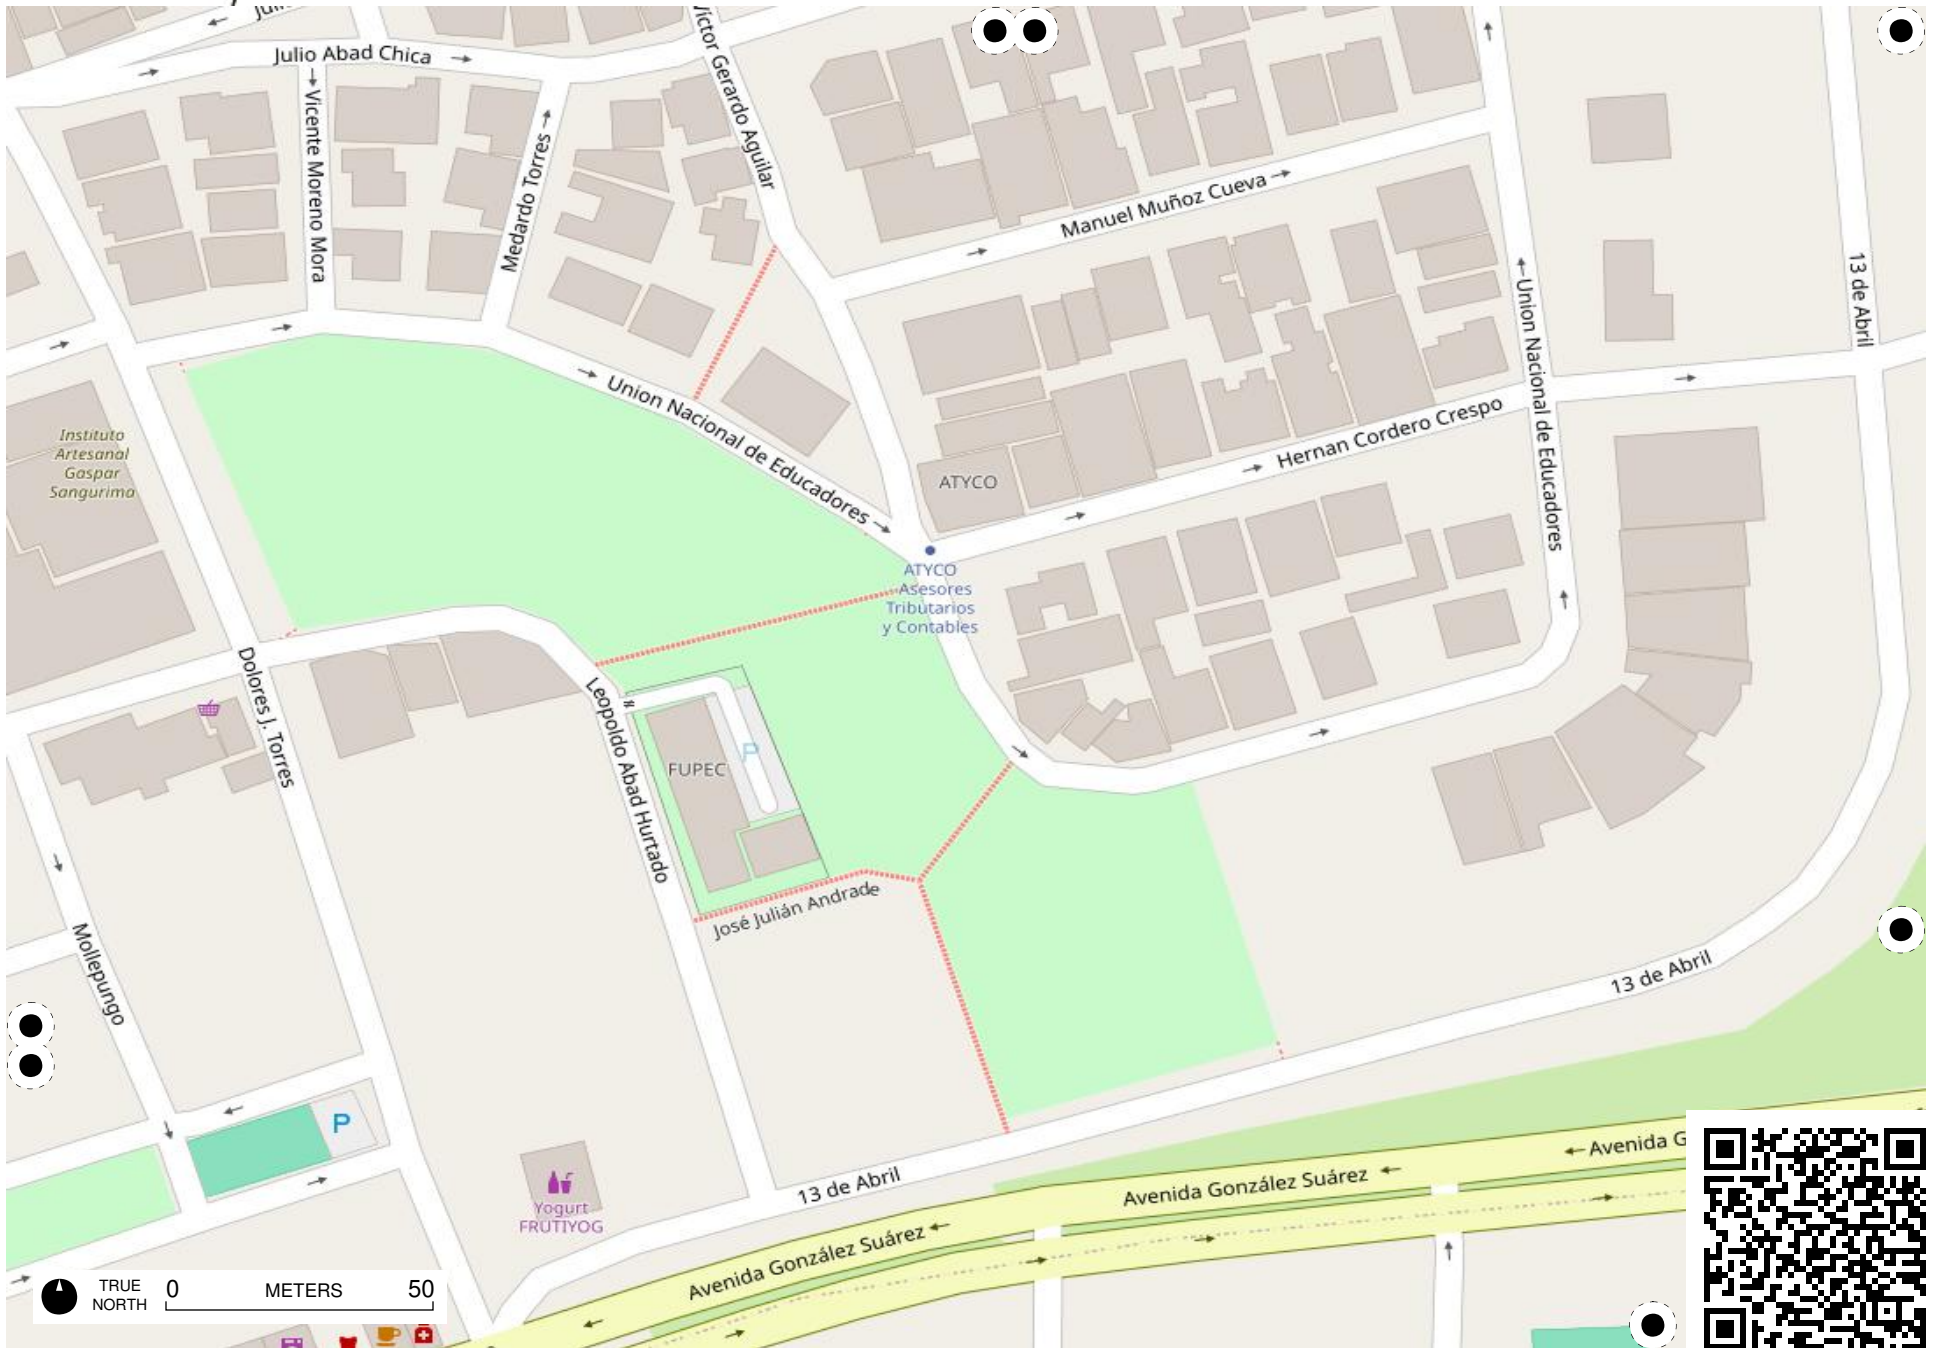 Julio Abad Chica
Víctor Gerardo Aguilar
Vicente Moreno Mora
Medardo Torres
Manuel Muñoz Cueva
13 de Abril
Union Nacional de Educadores
Union Nacional de Educadores
Hernan Cordero Crespo
Instituto
Artesanal
Gaspar
Sangurima
ATYCO
ATYCO
Asesores
Tributarios
y Contables
Dolores J. Torres
Leopoldo Abad Hurtado
P
FUPEC
José Julián Andrade
Mollepungo
13 de Abril
P
Yogurt
FRUTIYOG
13 de Abril
Avenida González Suárez
Avenida González Suárez
Avenida G
TRUE
NORTH
0 METERS 50